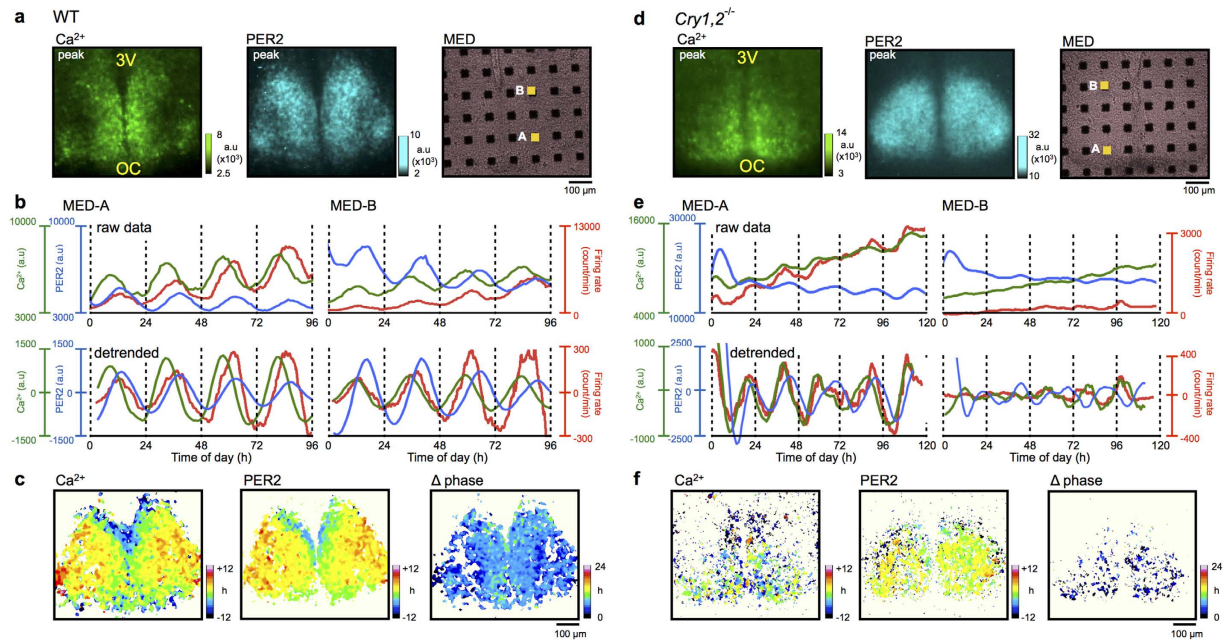 a WT
Ca2+ PER2 MED
peak 3V OC
8
a.u
(x10³)
2.5
peak
10
a.u
(x10³)
2
B
A
100 µm
b MED-A MED-B
10000 10000 raw data 13000
Ca2+ (a.u) PER2 (a.u) Firing rate (count/min)
3000 3000 0
0 24 48 72 96 0 24 48 72 96
1500 1500 detrended 300
Ca2+ (a.u) 0 PER2 (a.u) 0 0 Firing rate (count/min)
-1500 -1500 -300
0 24 48 72 96 0 24 48 72 96
Time of day (h) Time of day (h)
c Ca2+ PER2 Δ phase
+12 h -12
+12 h -12
24 h 0
100 µm
d Cry1,2-/-
Ca2+ PER2 MED
peak 3V OC
14
a.u
(x10³)
3
peak
32
a.u
(x10³)
10
B
A
100 µm
e MED-A MED-B
16000 30000 raw data 3000
Ca2+ (a.u) PER2 (a.u) Firing rate (count/min)
4000 10000 0
0 24 48 72 96 120 0 24 48 72 96 120
1000 2500 detrended 400
Ca2+ (a.u) 0 PER2 (a.u) 0 0 Firing rate (count/min)
-1000 -2500 -400
0 24 48 72 96 120 0 24 48 72 96 120
Time of day (h) Time of day (h)
f Ca2+ PER2 Δ phase
+12 h -12
+12 h -12
24 h 0
100 µm